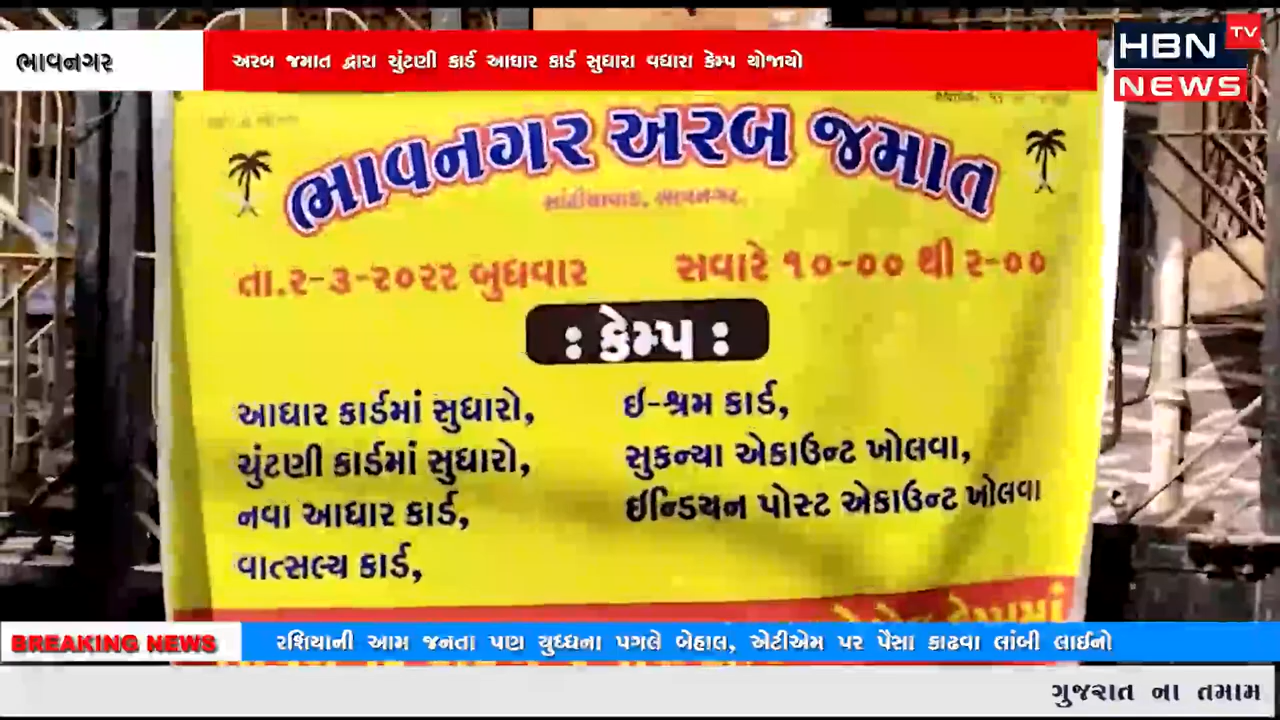 ભાવનગર
અરબ જમાત દ્વારા ચુંટણી કાર્ડ આધાર કાર્ડ સુધારા વધારા કેમ્પ યોજાયો
HBN TV
NEWS
ભાવનગર અરબ જમાત
સાંઢીયાવાડ, ભાવનગર.
તા.૨-૩-૨૦૨૨ બુધવાર સવારે ૧૦-૦૦ થી ૨-૦૦
: કેમ્પ :
આધાર કાર્ડમાં સુધારો, ઇ-શ્રમ કાર્ડ,
ચુંટણી કાર્ડમાં સુધારો, સુકન્યા એકાઉન્ટ ખોલવા,
નવા આધાર કાર્ડ, ઇન્ડિયન પોસ્ટ એકાઉન્ટ ખોલવા
વાત્સલ્ય કાર્ડ,
BREAKING NEWS
રશિયાની આમ જનતા પણ યુધ્ધના પગલે બેહાલ, એટીએમ પર પૈસા કાઢવા લાંબી લાઈનો
ગુજરાત ના તમામ